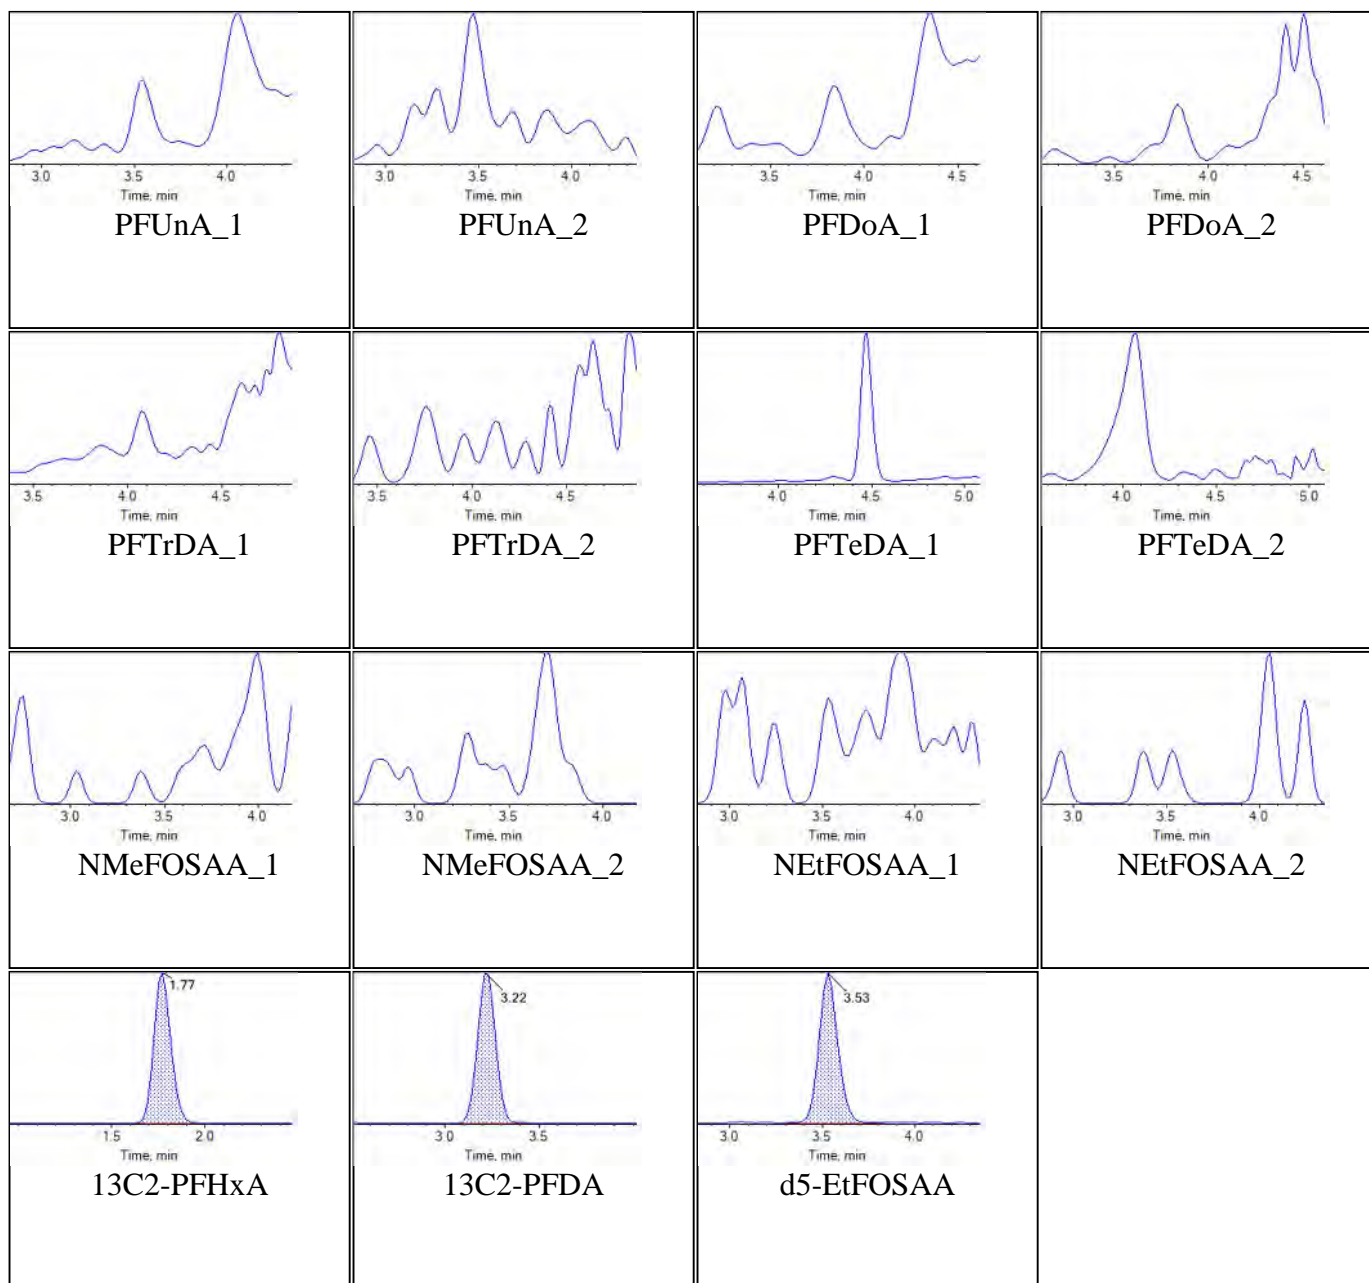 3.0 3.5 4.0
Time, min
PFUnA_1
3.0 3.5 4.0
Time, min
PFUnA_2
3.5 4.0 4.5
Time, min
PFDoA_1
3.5 4.0 4.5
Time, min
PFDoA_2
3.5 4.0 4.5
Time, min
PFTrDA_1
3.5 4.0 4.5
Time, min
PFTrDA_2
4.0 4.5 5.0
Time, min
PFTeDA_1
4.0 4.5 5.0
Time, min
PFTeDA_2
3.0 3.5 4.0
Time, min
NMeFOSAA_1
3.0 3.5 4.0
Time, min
NMeFOSAA_2
3.0 3.5 4.0
Time, min
NEtFOSAA_1
3.0 3.5 4.0
Time, min
NEtFOSAA_2
1.77
1.5 2.0
Time, min
13C2-PFHxA
3.22
3.0 3.5
Time, min
13C2-PFDA
3.53
3.0 3.5 4.0
Time, min
d5-EtFOSAA